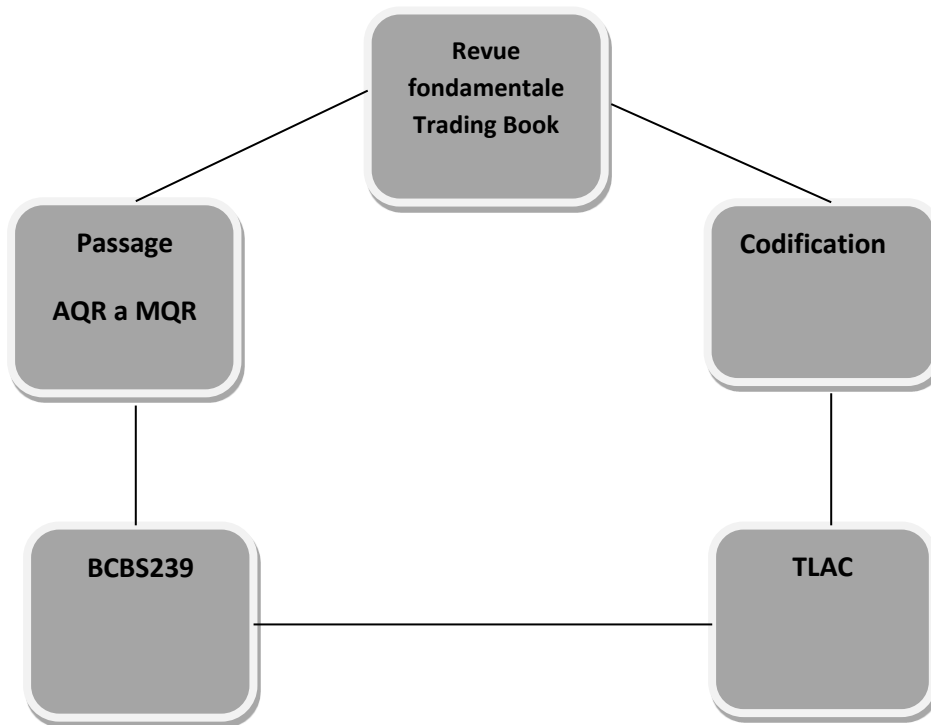 Revue
fondamentale
Trading Book
Passage
AQR a MQR
Codification
BCBS239
TLAC